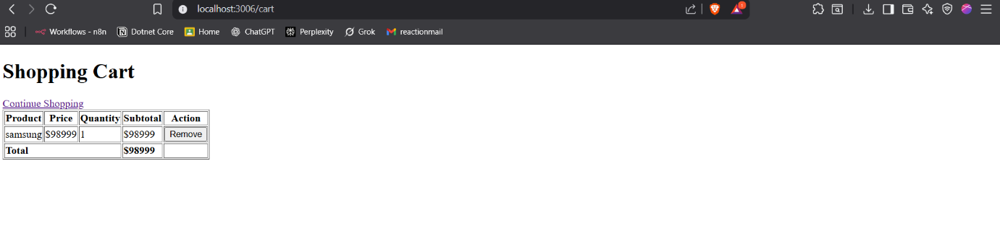 localhost:3006/cart
1
Workflows - n8n Dotnet Core Home ChatGPT Perplexity Grok reactionmail
Shopping Cart
Continue Shopping
Product Price Quantity Subtotal Action
samsung $98999 1 $98999 Remove
Total $98999